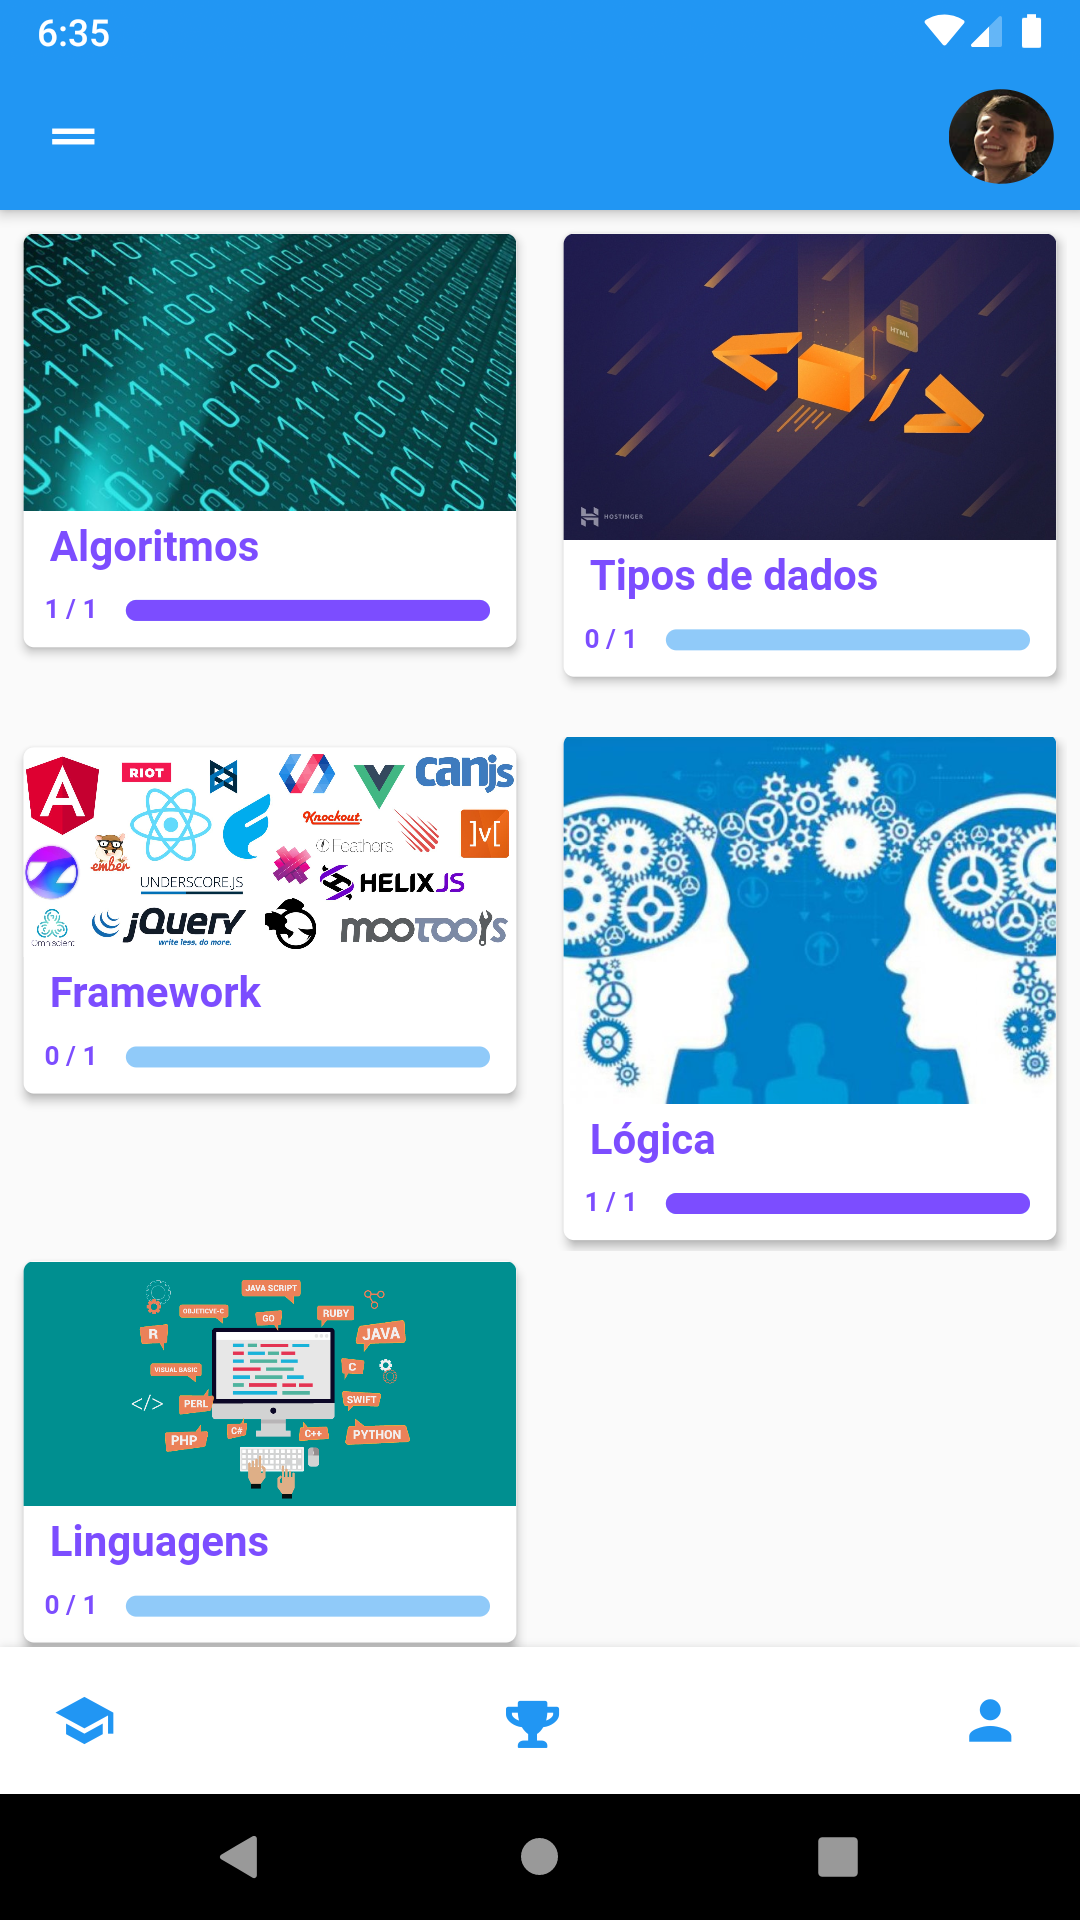 6:35
HTML
HOSTINGER
Algoritmos
1 / 1
Tipos de dados
0 / 1
RIOT
canjs
Knockout.
]v[
ember
Feathers
UNDERSCORE.JS
HELIXJS
Omniscient
jQuery
write less. do more.
mootools
Framework
0 / 1
Lógica
1 / 1
JAVA SCRIPT
OBJETICVE-C
GO
RUBY
R
JAVA
VISUAL BASIC
C
</>
PERL
SWIFT
PHP
C#
C++
PYTHON
Linguagens
0 / 1